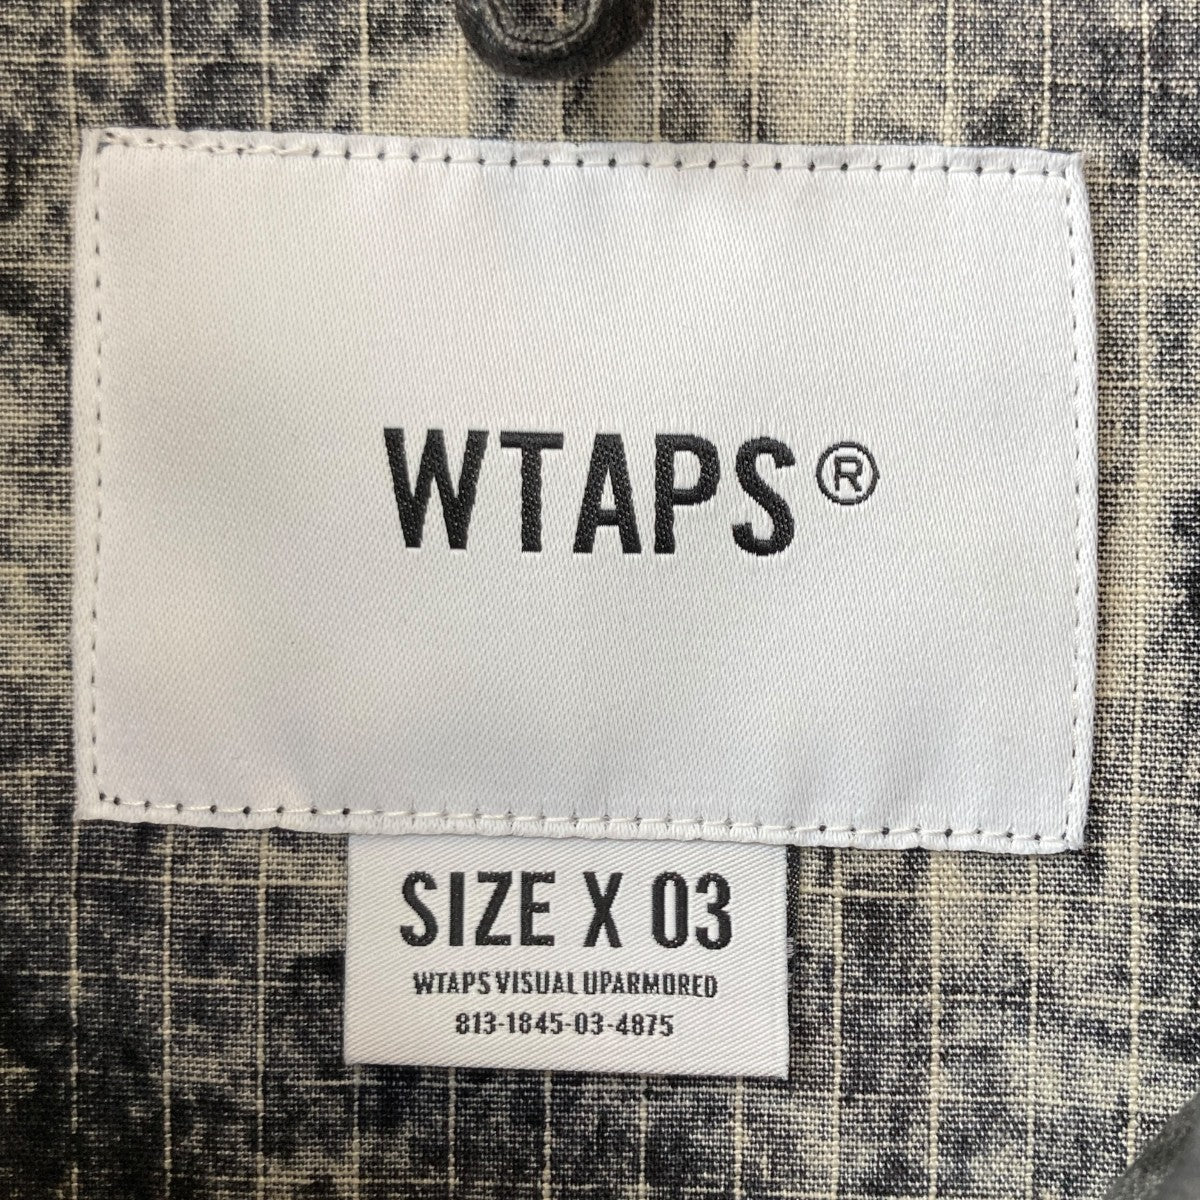 WTAPS®
SIZE X 03
WTAPS VISUAL UPARMORED
813-1845-03-4875